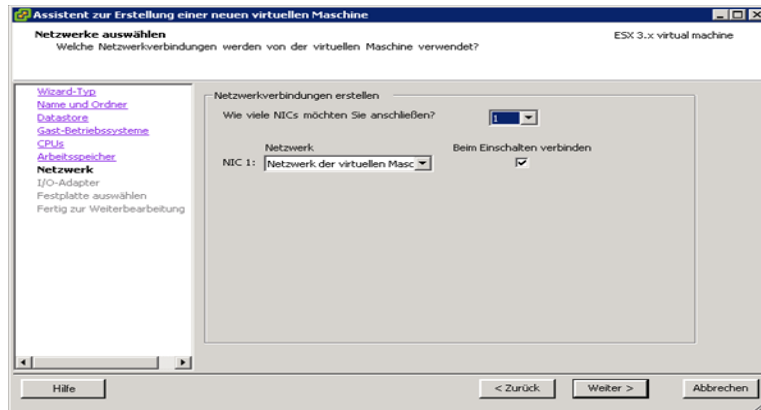 Assistent zur Erstellung einer neuen virtuellen Maschine
Netzwerke auswählen
Welche Netzwerkverbindungen werden von der virtuellen Maschine verwendet?
ESX 3.x virtual machine
Wizard-Typ
Name und Ordner
Datastore
Gast-Betriebssysteme
CPUs
Arbeitsspeicher
Netzwerk
I/O-Adapter
Festplatte auswählen
Fertig zur Weiterbearbeitung
Netzwerkverbindungen erstellen
Wie viele NICs möchten Sie anschließen? 1
Netzwerk Beim Einschalten verbinden
NIC 1: Netzwerk der virtuellen Masc
Hilfe < Zurück Weiter > Abbrechen